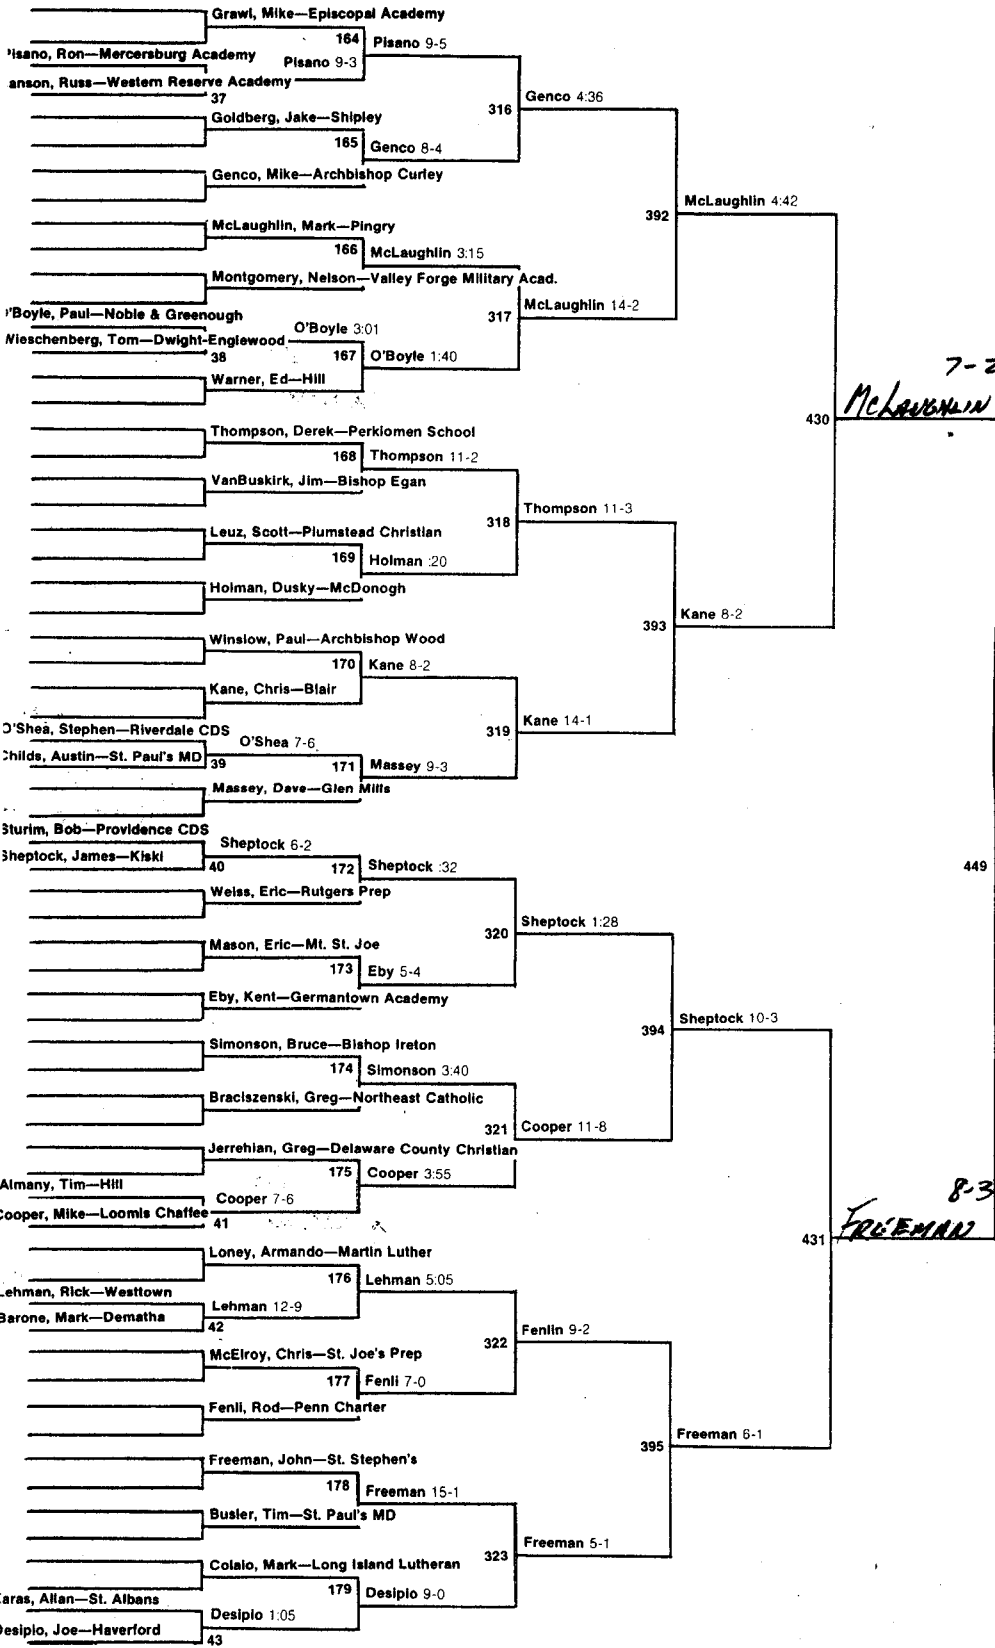 Grawl, Mike—Episcopal Academy
164
Pisano 9-5
Pisano, Ron—Mercersburg Academy
Pisano 9-3
anson, Russ—Western Reserve Academy
37
316
Genco 4:36
Goldberg, Jake—Shipley
165
Genco 8-4
Genco, Mike—Archbishop Curley
392
McLaughlin 4:42
McLaughlin, Mark—Pingry
166
McLaughlin 3:15
Montgomery, Nelson—Valley Forge Military Acad.
317
McLaughlin 14-2
O'Boyle, Paul—Noble & Greenough
O'Boyle 3:01
Wieschenberg, Tom—Dwight-Englewood
38
167
O'Boyle 1:40
Warner, Ed—Hill
7-2
430
McLaughlin
Thompson, Derek—Perkiomen School
168
Thompson 11-2
VanBuskirk, Jim—Bishop Egan
318
Thompson 11-3
Leuz, Scott—Plumstead Christian
169
Holman :20
Holman, Dusky—McDonogh
393
Kane 8-2
Winslow, Paul—Archbishop Wood
170
Kane 8-2
Kane, Chris—Blair
319
Kane 14-1
O'Shea, Stephen—Riverdale CDS
O'Shea 7-6
Childs, Austin—St. Paul's MD
39
171
Massey 9-3
Massey, Dave—Glen Mills
Sturim, Bob—Providence CDS
Sheptock 6-2
Sheptock, James—Kiski
40
172
Sheptock :32
449
Weiss, Eric—Rutgers Prep
320
Sheptock 1:28
Mason, Eric—Mt. St. Joe
173
Eby 5-4
Eby, Kent—Germantown Academy
394
Sheptock 10-3
Simonson, Bruce—Bishop Ireton
174
Simonson 3:40
Braciszenski, Greg—Northeast Catholic
321
Cooper 11-8
Jerrehian, Greg—Delaware County Christian
175
Cooper 3:55
Almany, Tim—Hill
Cooper 7-6
Cooper, Mike—Loomis Chaffee
41
8-3
431
FREEMAN
Loney, Armando—Martin Luther
176
Lehman 5:05
Lehman, Rick—Westtown
Lehman 12-9
Barone, Mark—Dematha
42
322
Fenlin 9-2
McElroy, Chris—St. Joe's Prep
177
Fenli 7-0
Fenli, Rod—Penn Charter
395
Freeman 6-1
Freeman, John—St. Stephen's
178
Freeman 15-1
Busler, Tim—St. Paul's MD
323
Freeman 5-1
Colaio, Mark—Long Island Lutheran
179
Desipio 9-0
aras, Allan—St. Albans
Desipio 1:05
Desipio, Joe—Haverford
43